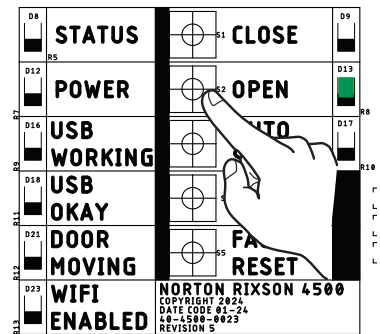 D8 STATUS S1 CLOSE D9
R5
D12 POWER S2 OPEN D13
R7 R8
D16 USB D17
R9 WORKING R10
D18 USB
R11 OKAY
D21 DOOR S5
R12 MOVING RESET
D23 WIFI NORTON RIXSON 4500
R13 ENABLED COPYRIGHT 2024
DATE CODE 01-24
40-4500-0023
REVISION 5